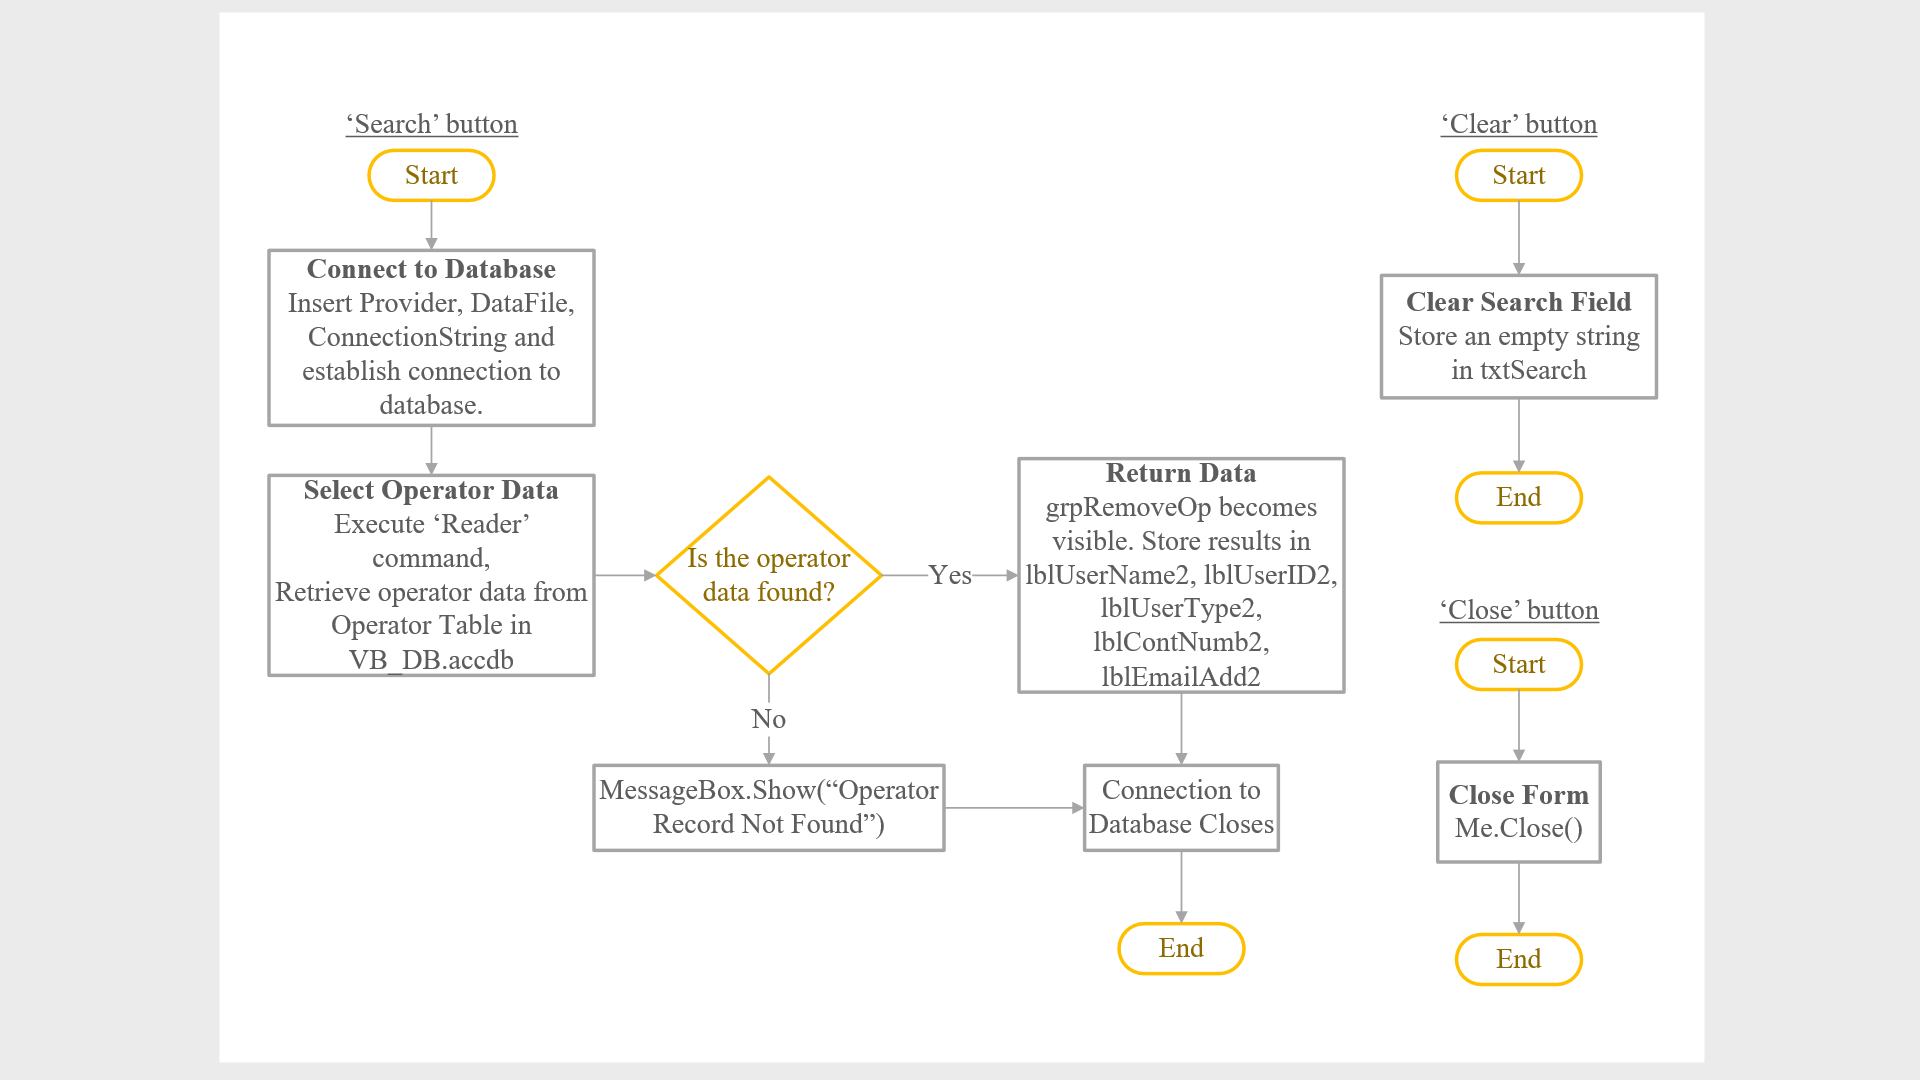 ‘Search’ button
Start
Connect to Database
Insert Provider, DataFile,
ConnectionString and
establish connection to
database.
Select Operator Data
Execute ‘Reader’
command,
Retrieve operator data from
Operator Table in
VB_DB.accdb
Is the operator
data found?
Yes
No
MessageBox.Show(“Operator
Record Not Found”)
Return Data
grpRemoveOp becomes
visible. Store results in
lblUserName2, lblUserID2,
lblUserType2,
lblContNumb2,
lblEmailAdd2
Connection to
Database Closes
End
‘Clear’ button
Start
Clear Search Field
Store an empty string
in txtSearch
End
‘Close’ button
Start
Close Form
Me.Close()
End